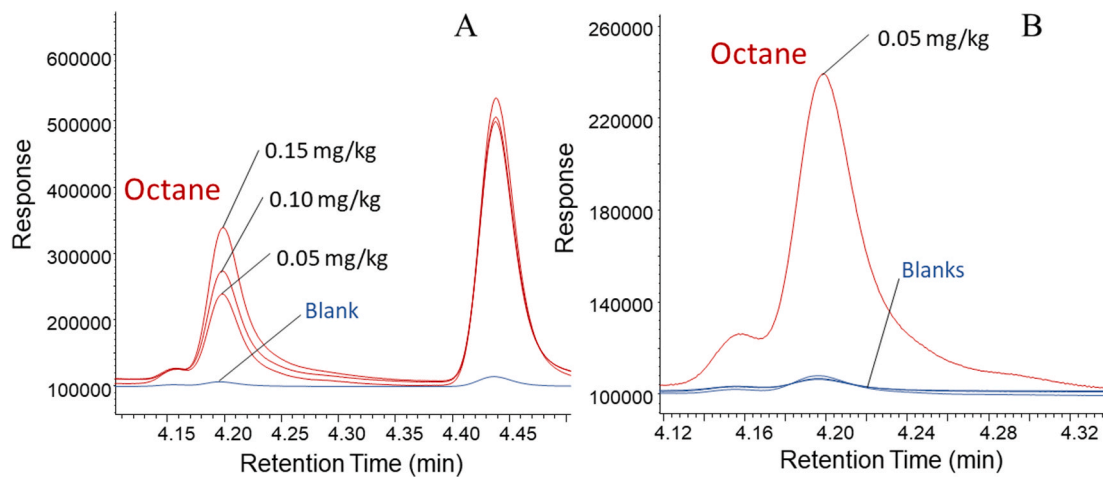 A
600000
500000
400000
300000
200000
100000
Response
Octane
0.15 mg/kg
0.10 mg/kg
0.05 mg/kg
Blank
4.15 4.20 4.25 4.30 4.35 4.40 4.45
Retention Time (min)
B
260000
220000
180000
140000
100000
Response
Octane
0.05 mg/kg
Blanks
4.12 4.16 4.20 4.24 4.28 4.32
Retention Time (min)